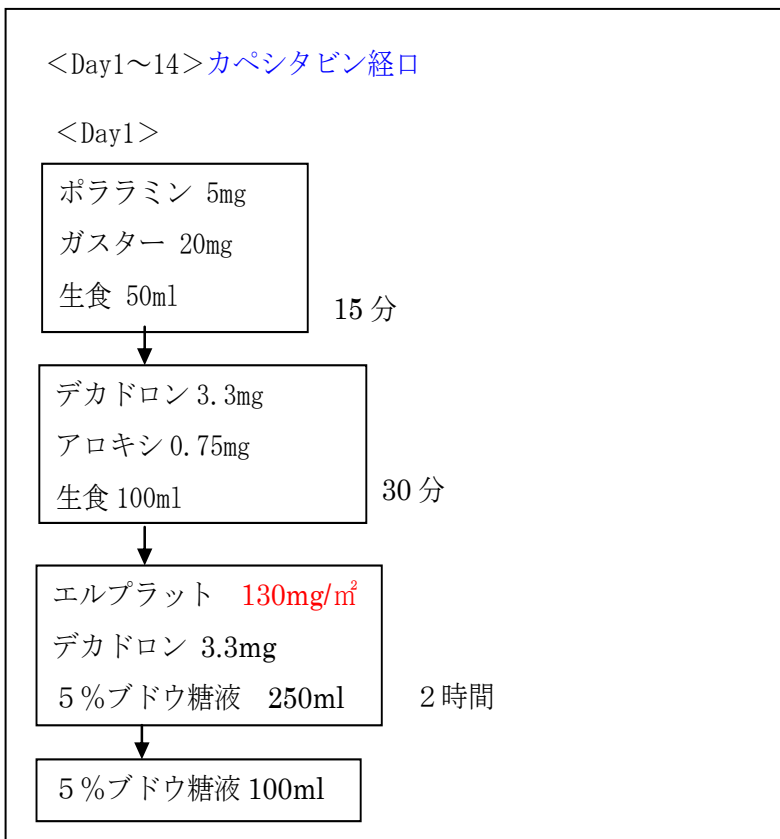 ＜Day1～14＞カペシタビン経口
＜Day1＞
ポララミン 5mg
ガスター 20mg
生食 50ml
15分
デカドロン 3.3mg
アロキシ 0.75mg
生食 100ml
30分
エルプラット 130mg/㎡
デカドロン 3.3mg
５％ブドウ糖液 250ml
２時間
５％ブドウ糖液 100ml